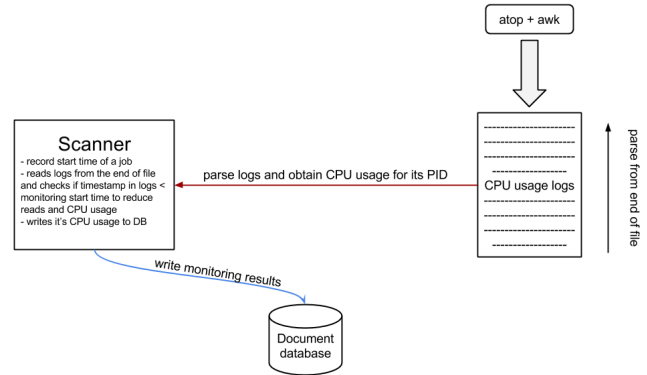 atop + awk
Scanner
- record start time of a job
- reads logs from the end of file
and checks if timestamp in logs <
monitoring start time to reduce
reads and CPU usage
- writes it's CPU usage to DB
parse logs and obtain CPU usage for its PID
CPU usage logs
parse from end of file
write monitoring results
Document
database